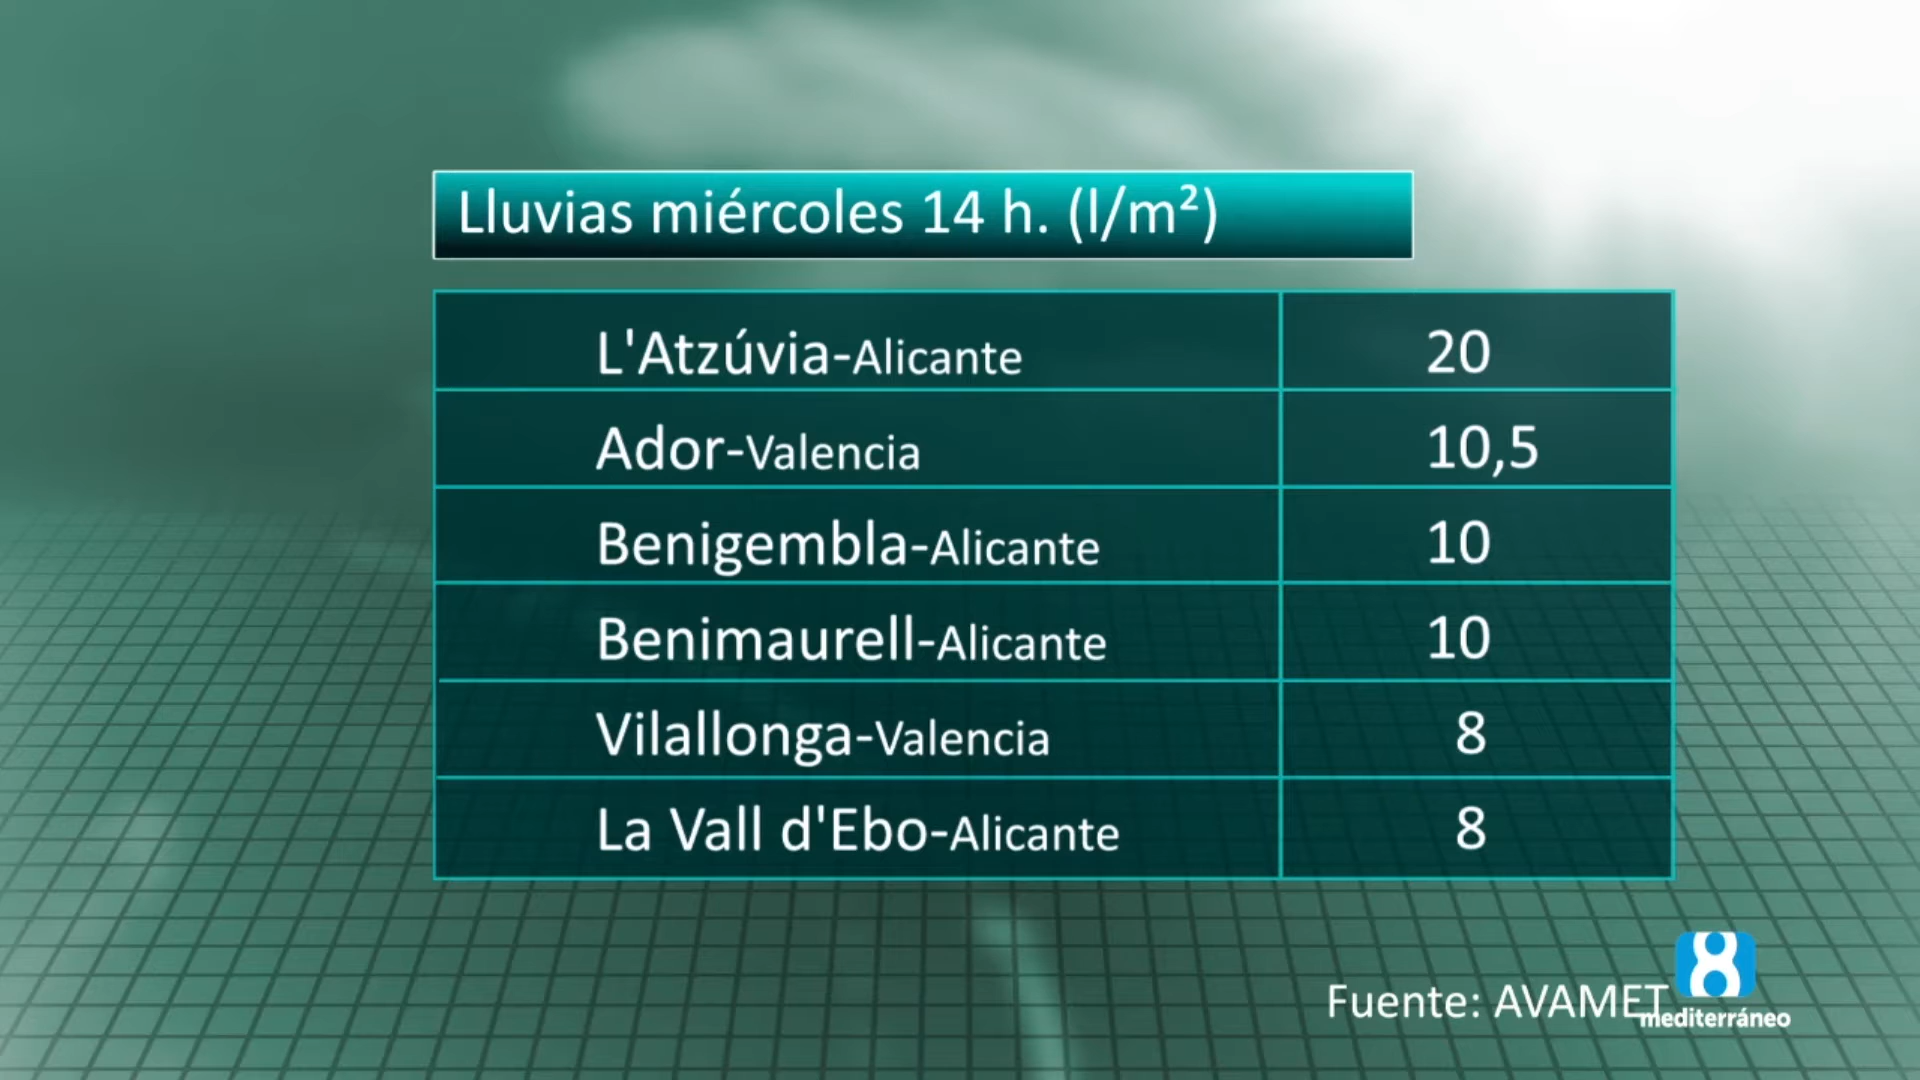 Lluvias miércoles 14 h. (l/m²)
L'Atzúvia-Alicante 20
Ador-Valencia 10,5
Benigembla-Alicante 10
Benimaurell-Alicante 10
Vilallonga-Valencia 8
La Vall d'Ebo-Alicante 8
Fuente: AVAMET
8
mediterráneo